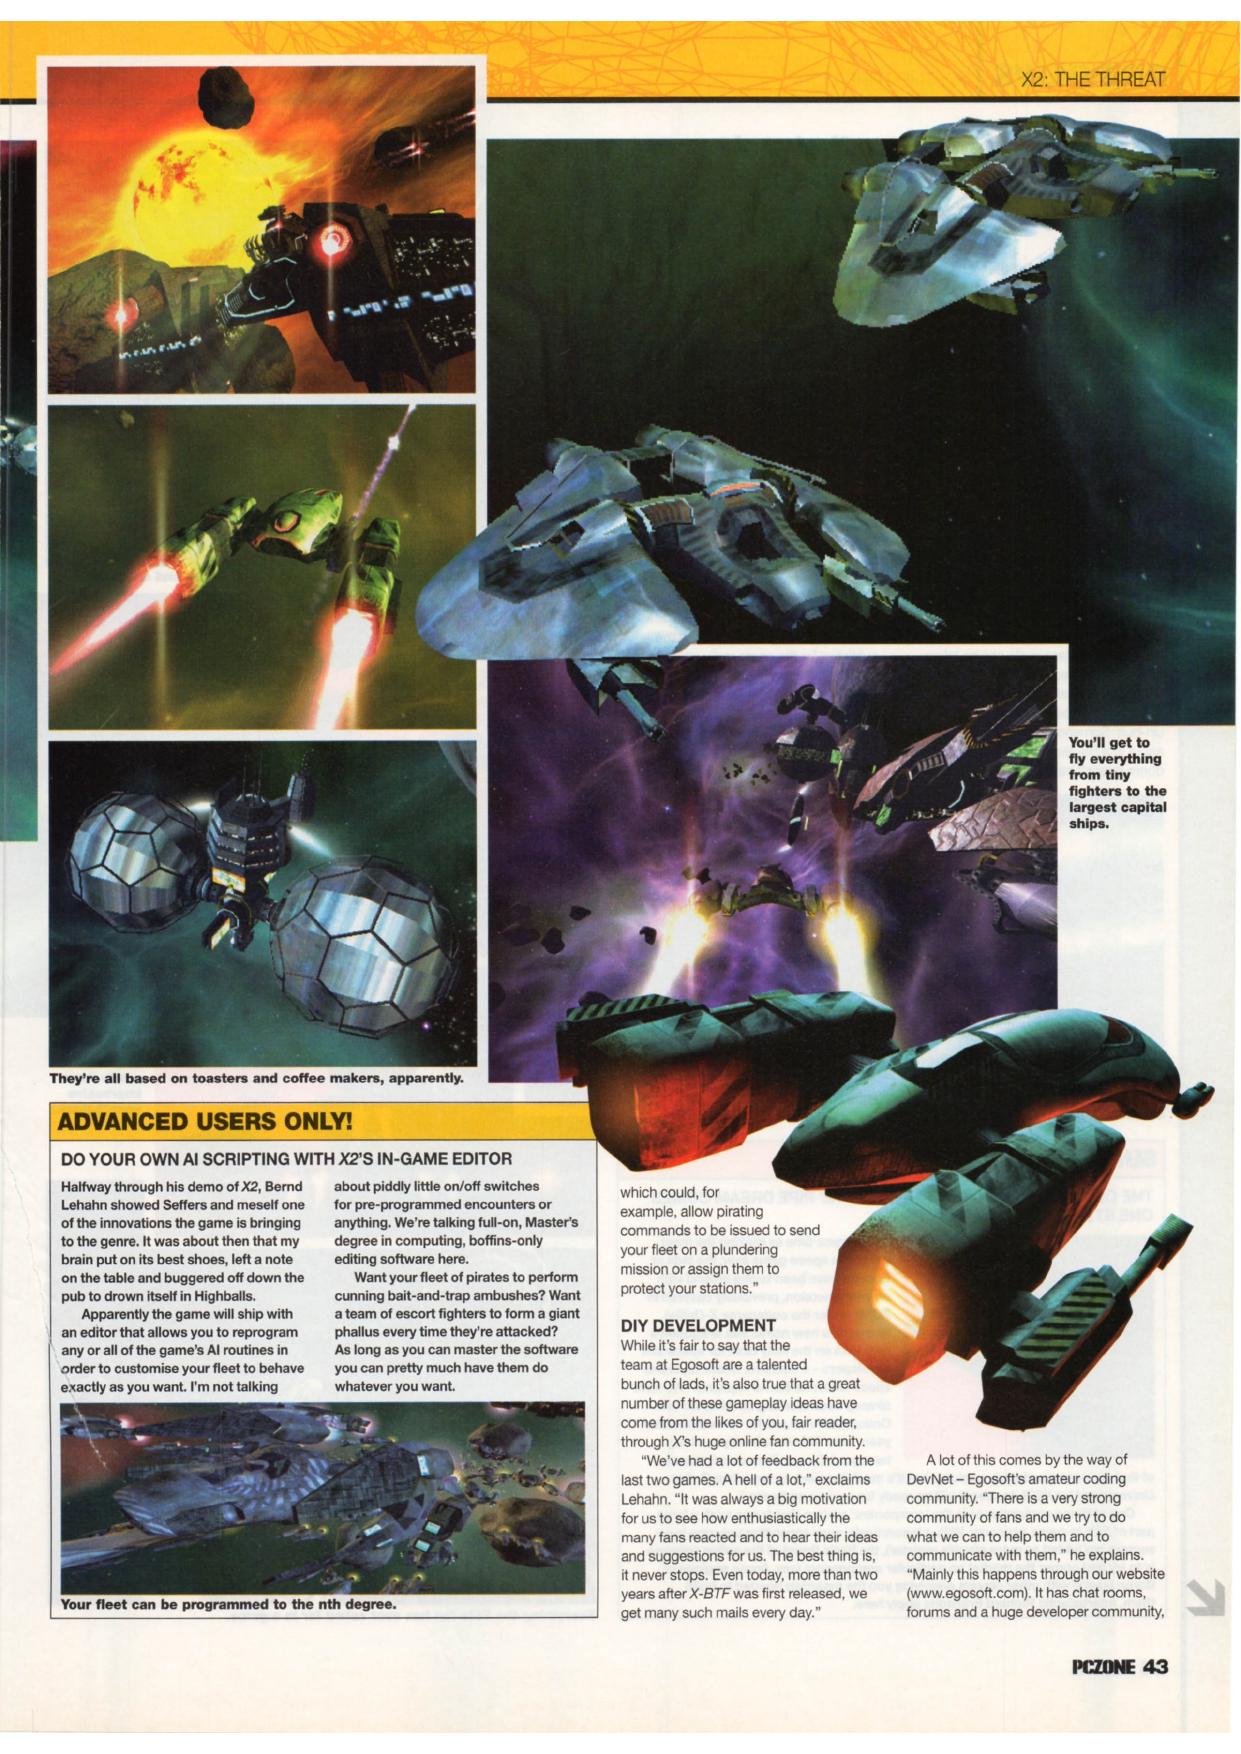 X2: THE THREAT
You'll get to
fly everything
from tiny
fighters to the
largest capital
ships.
They're all based on toasters and coffee makers, apparently.
ADVANCED USERS ONLY!
DO YOUR OWN AI SCRIPTING WITH X2'S IN-GAME EDITOR
Halfway through his demo of X2, Bernd
Lehahn showed Seffers and meself one
of the innovations the game is bringing
to the genre. It was about then that my
brain put on its best shoes, left a note
on the table and buggered off down the
pub to drown itself in Highballs.
Apparently the game will ship with
an editor that allows you to reprogram
any or all of the game's AI routines in
order to customise your fleet to behave
exactly as you want. I'm not talking
about piddly little on/off switches
for pre-programmed encounters or
anything. We're talking full-on, Master's
degree in computing, boffins-only
editing software here.
Want your fleet of pirates to perform
cunning bait-and-trap ambushes? Want
a team of escort fighters to form a giant
phallus every time they're attacked?
As long as you can master the software
you can pretty much have them do
whatever you want.
Your fleet can be programmed to the nth degree.
which could, for
example, allow pirating
commands to be issued to send
your fleet on a plundering
mission or assign them to
protect your stations."
DIY DEVELOPMENT
While it's fair to say that the
team at Egosoft are a talented
bunch of lads, it's also true that a great
number of these gameplay ideas have
come from the likes of you, fair reader,
through X's huge online fan community.
"We've had a lot of feedback from the
last two games. A hell of a lot," exclaims
Lehahn. "It was always a big motivation
for us to see how enthusiastically the
many fans reacted and to hear their ideas
and suggestions for us. The best thing is,
it never stops. Even today, more than two
years after X-BTF was first released, we
get many such mails every day."
A lot of this comes by the way of
DevNet – Egosoft's amateur coding
community. "There is a very strong
community of fans and we try to do
what we can to help them and to
communicate with them," he explains.
"Mainly this happens through our website
(www.egosoft.com). It has chat rooms,
forums and a huge developer community,
PCZONE 43